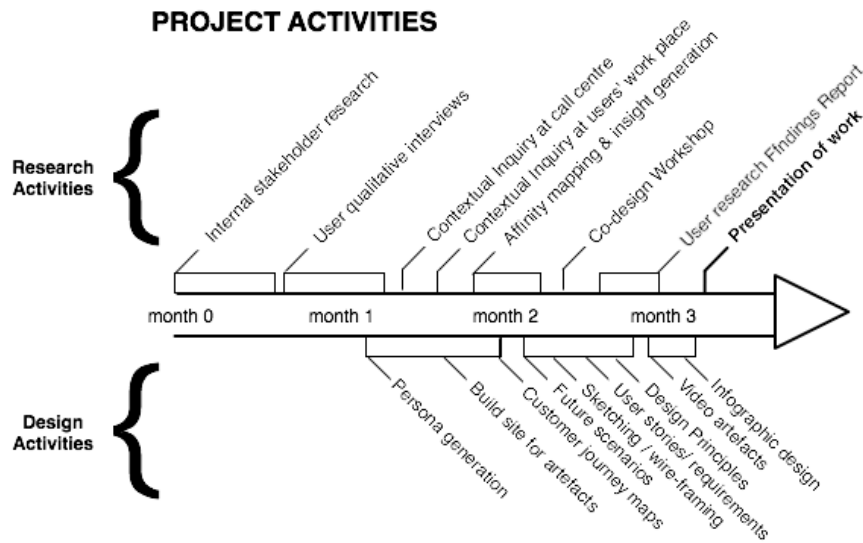 PROJECT ACTIVITIES
Research
Activities
Internal stakeholder research
User qualitative interviews
Contextual Inquiry at call centre
Contextual Inquiry at users' work place
Affinity mapping & insight generation
Co-design Workshop
User research FIndings Report
Presentation of work
month 0
month 1
month 2
month 3
Design
Activities
Persona generation
Build site for artefacts
Customer journey maps
Future scenarios
Sketching / wire-framing
User stories/ requirements
Design Principles
Video artefacts
Infographic design